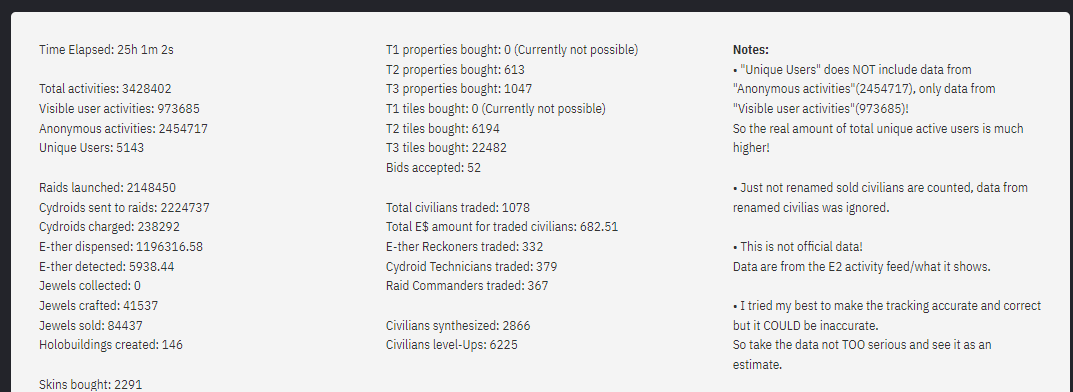 Time Elapsed: 25h 1m 2s
Total activities: 3428402
Visible user activities: 973685
Anonymous activities: 2454717
Unique Users: 5143
Raids launched: 2148450
Cydroids sent to raids: 2224737
Cydroids charged: 238292
E-ther dispensed: 1196316.58
E-ther detected: 5938.44
Jewels collected: 0
Jewels crafted: 41537
Jewels sold: 84437
Holobuildings created: 146
Skins bought: 2291
T1 properties bought: 0 (Currently not possible)
T2 properties bought: 613
T3 properties bought: 1047
T1 tiles bought: 0 (Currently not possible)
T2 tiles bought: 6194
T3 tiles bought: 22482
Bids accepted: 52
Total civilians traded: 1078
Total E$ amount for traded civilians: 682.51
E-ther Reckoners traded: 332
Cydroid Technicians traded: 379
Raid Commanders traded: 367
Civilians synthesized: 2866
Civilians level-Ups: 6225
Notes:
• "Unique Users" does NOT include data from
"Anonymous activities"(2454717), only data from
"Visible user activities"(973685)!
So the real amount of total unique active users is much
higher!
• Just not renamed sold civilians are counted, data from
renamed civilias was ignored.
• This is not official data!
Data are from the E2 activity feed/what it shows.
• I tried my best to make the tracking accurate and correct
but it COULD be inaccurate.
So take the data not TOO serious and see it as an
estimate.